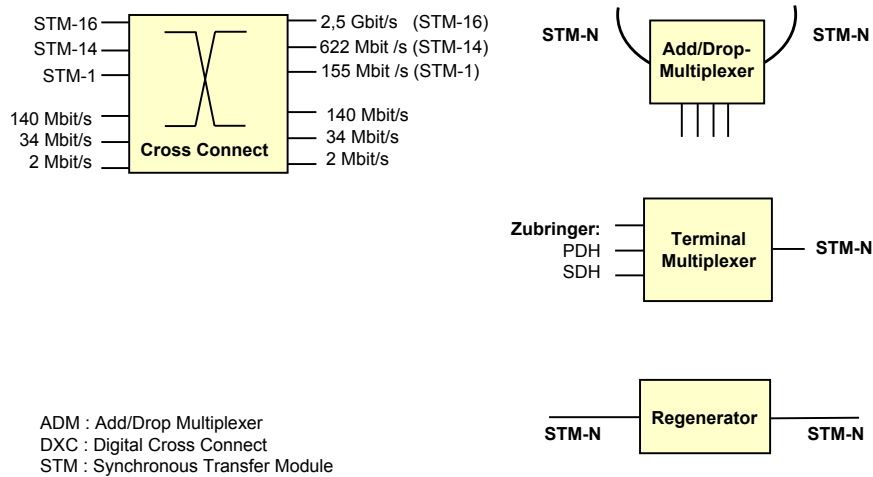 STM-16
STM-14
STM-1
140 Mbit/s
34 Mbit/s
2 Mbit/s
Cross Connect
2,5 Gbit/s (STM-16)
622 Mbit /s (STM-14)
155 Mbit /s (STM-1)
140 Mbit/s
34 Mbit/s
2 Mbit/s
STM-N
Add/Drop-
Multiplexer
STM-N
Zubringer:
PDH
SDH
Terminal
Multiplexer
STM-N
STM-N
Regenerator
STM-N
ADM : Add/Drop Multiplexer
DXC : Digital Cross Connect
STM : Synchronous Transfer Module